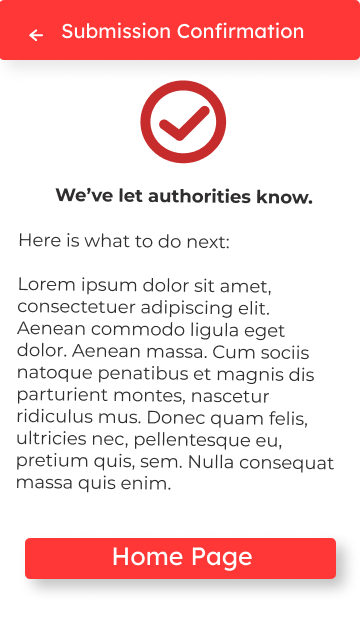 Submission Confirmation
We’ve let authorities know.
Here is what to do next:
Lorem ipsum dolor sit amet,
consectetuer adipiscing elit.
Aenean commodo ligula eget
dolor. Aenean massa. Cum sociis
natoque penatibus et magnis dis
parturient montes, nascetur
ridiculus mus. Donec quam felis,
ultricies nec, pellentesque eu,
pretium quis, sem. Nulla consequat
massa quis enim.
Home Page